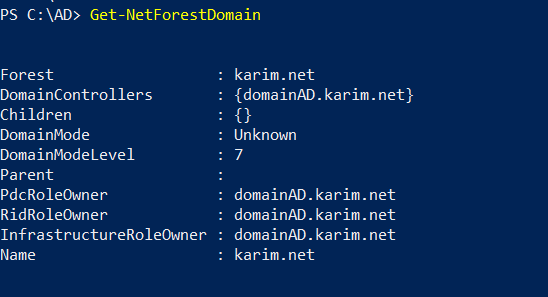 PS C:\AD> Get-NetForestDomain
Forest                  : karim.net
DomainControllers       : {domainAD.karim.net}
Children                : {}
DomainMode              : Unknown
DomainModeLevel         : 7
Parent                  :
PdcRoleOwner            : domainAD.karim.net
RidRoleOwner            : domainAD.karim.net
InfrastructureRoleOwner : domainAD.karim.net
Name                    : karim.net